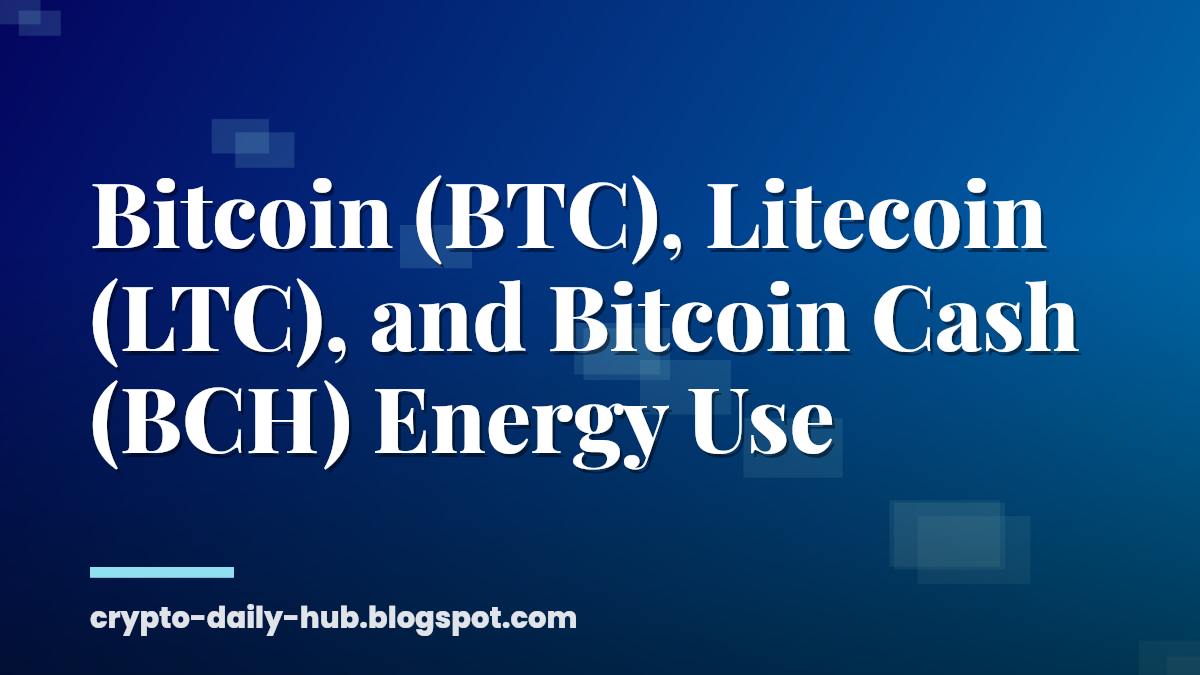 Bitcoin (BTC), Litecoin
(LTC), and Bitcoin Cash
(BCH) Energy Use
crypto-daily-hub.blogspot.com